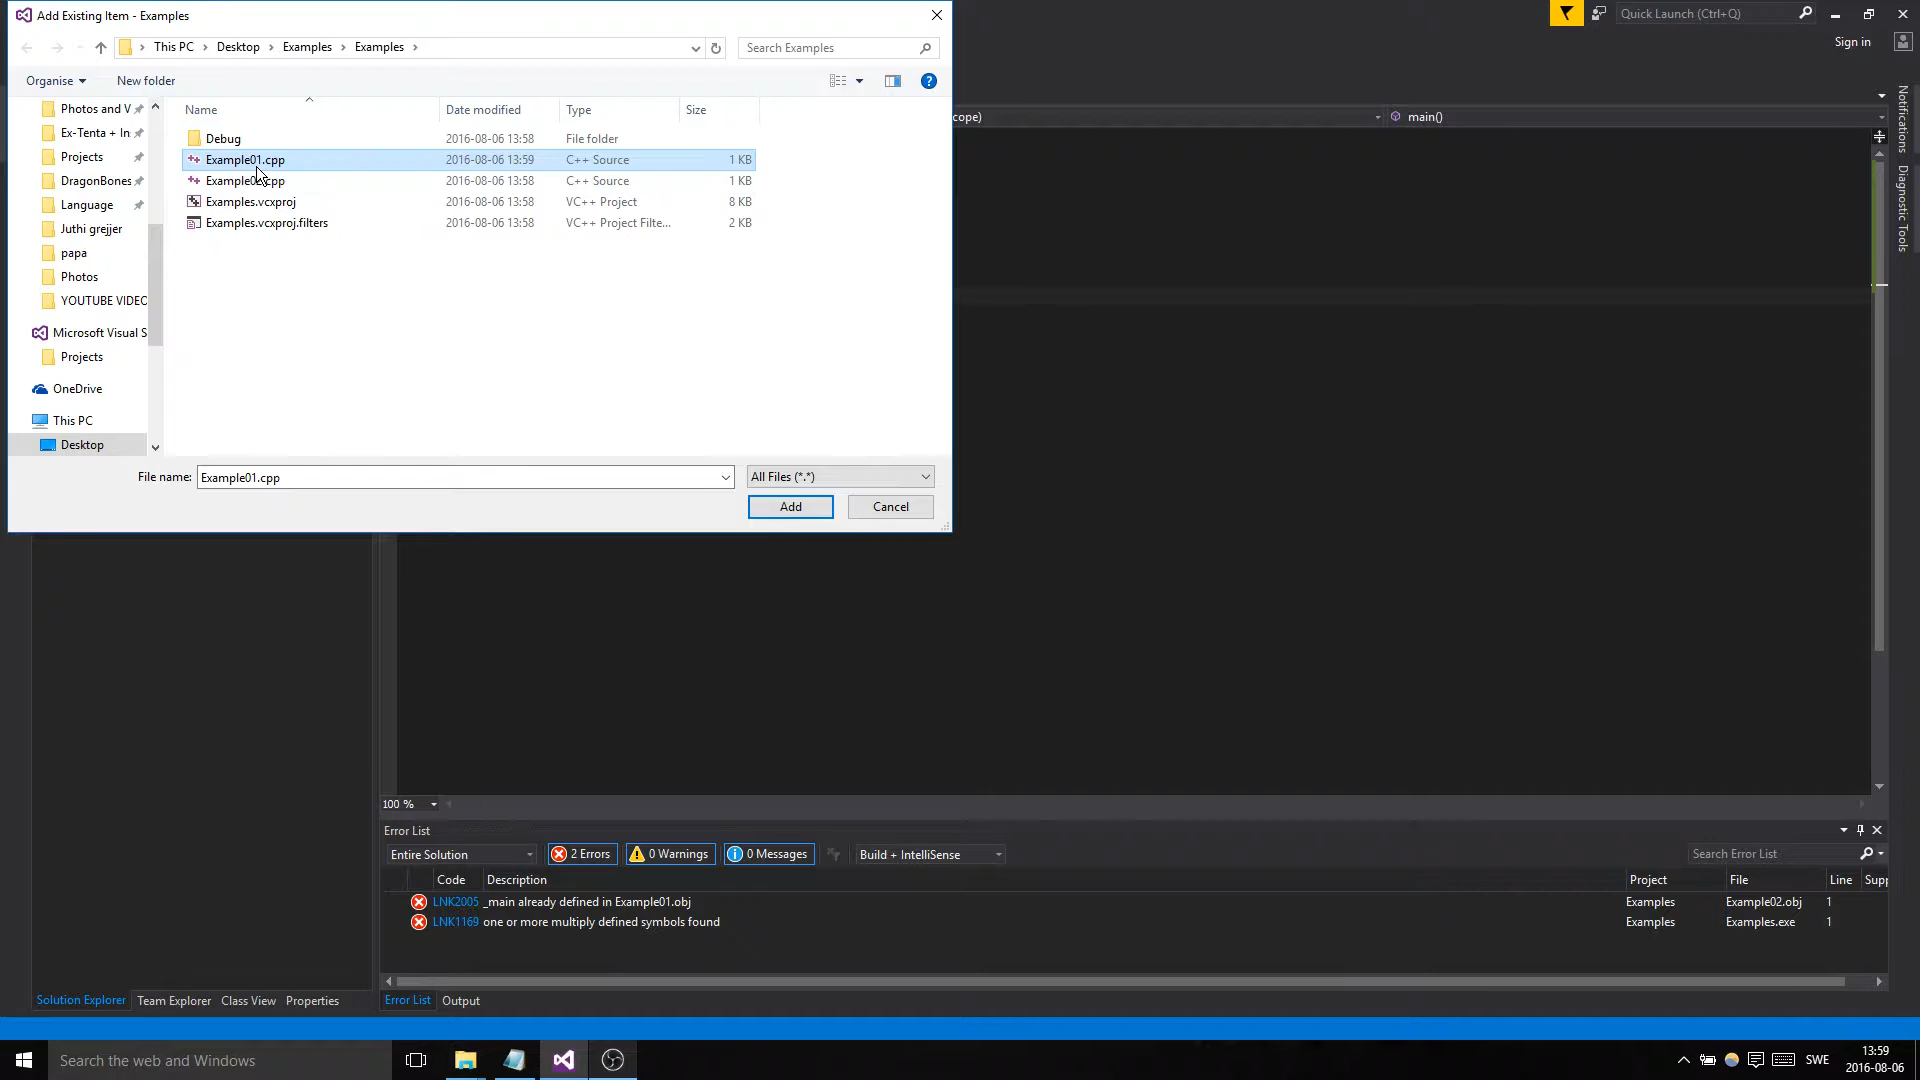 Add Existing Item - Examples
Quick Launch (Ctrl+Q)
Sign in
This PC
Desktop
Examples
Examples
Search Examples
Organise
New folder
Name
Date modified
Type
Size
Photos and V
Ex-Tenta + In
Projects
DragonBones
Language
Juthi grejjer
papa
Photos
YOUTUBE VIDEO
Microsoft Visual S
Projects
OneDrive
This PC
Desktop
Debug 2016-08-06 13:58 File folder
Example01.cpp 2016-08-06 13:59 C++ Source 1 KB
Example02.cpp 2016-08-06 13:58 C++ Source 1 KB
Examples.vcxproj 2016-08-06 13:58 VC++ Project 8 KB
Examples.vcxproj.filters 2016-08-06 13:58 VC++ Project Filte... 2 KB
File name: Example01.cpp
All Files (*.*)
Add
Cancel
cope)
main()
Notifications
Diagnostic Tools
100 %
Error List
Entire Solution
2 Errors
0 Warnings
0 Messages
Build + IntelliSense
Search Error List
Code Description Project File Line Supp
LNK2005 _main already defined in Example01.obj Examples Example02.obj 1
LNK1169 one or more multiply defined symbols found Examples Examples.exe 1
Solution Explorer
Team Explorer
Class View
Properties
Error List
Output
Search the web and Windows
SWE
13:59
2016-08-06